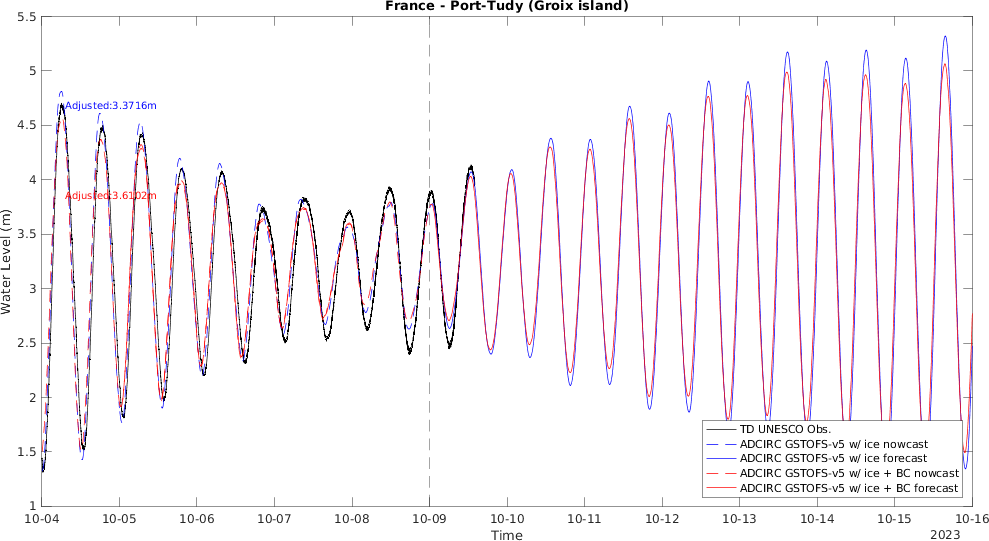 France - Port-Tudy (Groix island)
5.5
5
4.5
4
3.5
3
2.5
2
1.5
1
Water Level (m)
Adjusted:3.3716m
Adjusted:3.6102m
TD UNESCO Obs.
ADCIRC GSTOFS-v5 w/ ice nowcast
ADCIRC GSTOFS-v5 w/ ice forecast
ADCIRC GSTOFS-v5 w/ ice + BC nowcast
ADCIRC GSTOFS-v5 w/ ice + BC forecast
10-04 10-05 10-06 10-07 10-08 10-09 10-10 10-11 10-12 10-13 10-14 10-15 10-16
Time
2023